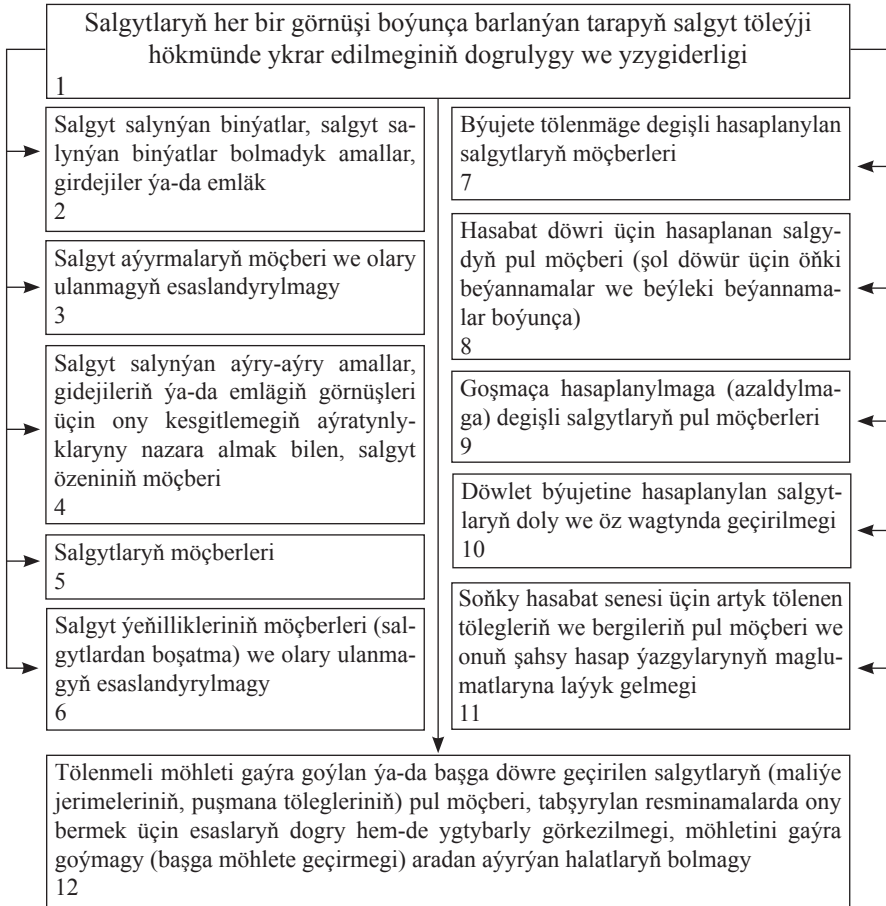 Salgytlaryň her bir görnüşi boýunça barlanýan tarapyň salgyt töleýji
hökmünde ykrar edilmeginiň dogrulygy we yzygiderligi
1
Salgyt salynýan binýatlar, salgyt sa-
lynýan binýatlar bolmadyk amallar,
girdejiler ýa-da emläk
2
Salgyt aýyrmalaryň möçberi we olary
ulanmagyň esaslandyrylmagy
3
Salgyt salynýan aýry-aýry amallar,
gidejileriň ýa-da emlägiň görnüşleri
üçin ony kesgitlemegiň aýratynly-
klaryny nazara almak bilen, salgyt
özeniniň möçberi
4
Salgytlaryň möçberleri
5
Salgyt ýeňillikleriniň möçberleri (sal-
gytlardan boşatma) we olary ulanma-
gyň esaslandyrylmagy
6
Býujete tölenmäge degişli hasaplanylan
salgytlaryň möçberleri
7
Hasabat döwri üçin hasaplanan salgy-
dyň pul möçberi (şol döwür üçin öňki
beýannamalar we beýleki beýannama-
lar boýunça)
8
Goşmaça hasaplanylmaga (azaldylma-
ga) degişli salgytlaryň pul möçberleri
9
Döwlet býujetine hasaplanylan salgyt-
laryň doly we öz wagtynda geçirilmegi
10
Soňky hasabat senesi üçin artyk tölenen
tölegleriň we bergileriň pul möçberi we
onuň şahsy hasap ýazgylarynyň maglu-
matlaryna laýyk gelmegi
11
Tölenmeli möhleti gaýra goýlan ýa-da başga döwre geçirilen salgytlaryň (maliýe
jerimeleriniň, puşmana tölegleriniň) pul möçberi, tabşyrylan resminamalarda ony
bermek üçin esaslaryň dogry hem-de ygtybarly görkezilmegi, möhletini gaýra
goýmagy (başga möhlete geçirmegi) aradan aýyrýan halatlaryň bolmagy
12